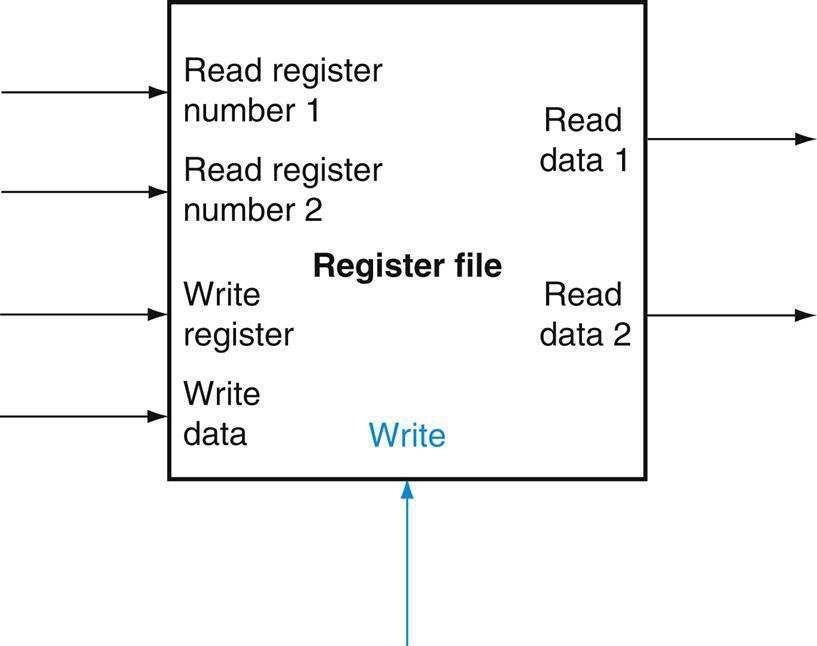 Read register
number 1
Read
data 1
Read register
number 2
Register file
Write
register
Read
data 2
Write
data
Write